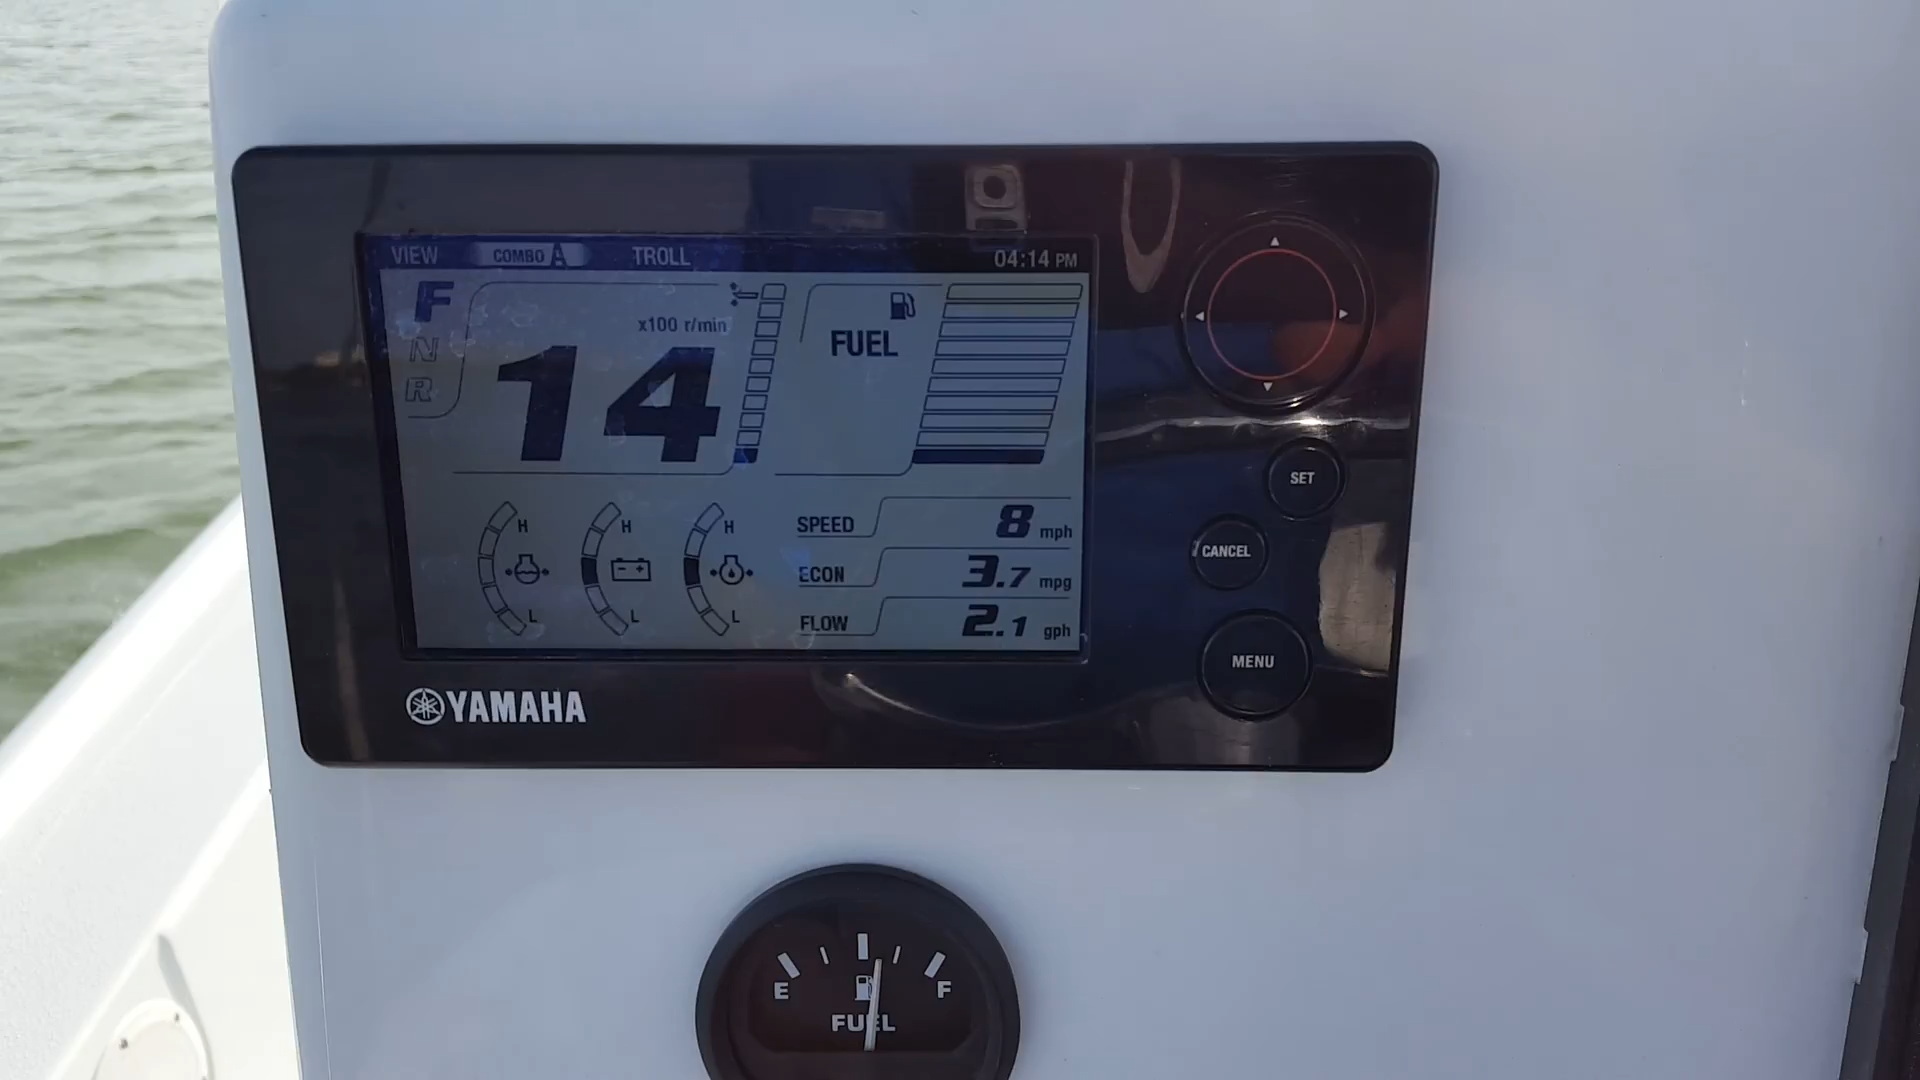 VIEW COMBO A TROLL 04:14 PM
F
N
R
x100 r/min
14
FUEL
H H H
L L L
SPEED 8 mph
ECON 3.7 mpg
FLOW 2.1 gph
YAMAHA
SET
CANCEL
MENU
E F
FUEL